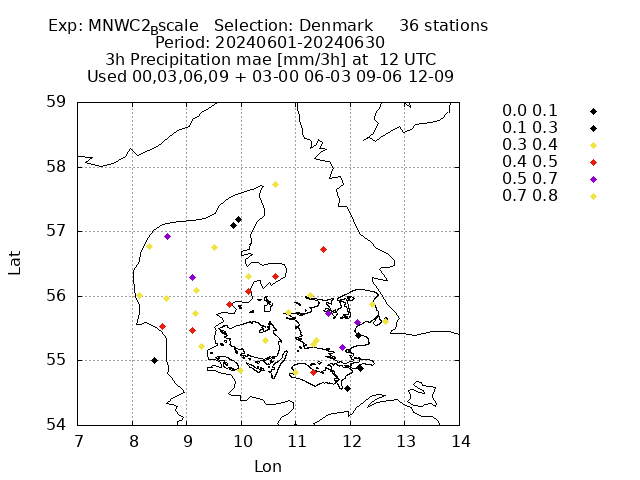 Exp: MNWC2_Bscale   Selection: Denmark     36 stations
Period: 20240601-20240630
3h Precipitation mae [mm/3h] at  12 UTC
Used 00,03,06,09 + 03-00 06-03 09-06 12-09
0.0 0.1
0.1 0.3
0.3 0.4
0.4 0.5
0.5 0.7
0.7 0.8
59
58
57
56
55
54
Lat
7 8 9 10 11 12 13 14
Lon